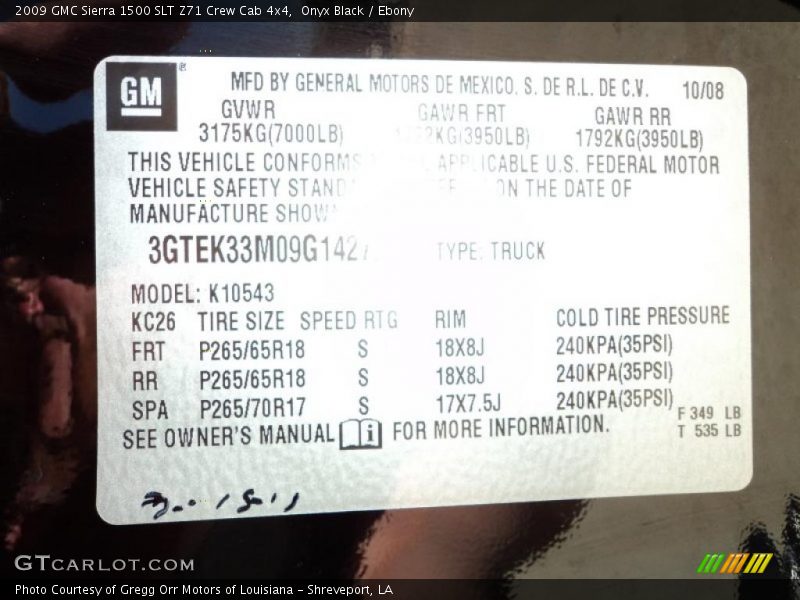 2009 GMC Sierra 1500 SLT Z71 Crew Cab 4x4, Onyx Black / Ebony
GM ® MFD BY GENERAL MOTORS DE MEXICO. S. DE R.L. DE C.V. 10/08
GVWR GAWR FRT GAWR RR
3175KG(7000LB) KG(3950LB) 1792KG(3950LB)
THIS VEHICLE CONFORMS APPLICABLE U.S. FEDERAL MOTOR
VEHICLE SAFETY ON THE DATE OF
MANUFACTURE
TYPE: TRUCK
MODEL: K10543
KC26 TIRE SIZE SPEED RTG RIM COLD TIRE PRESSURE
FRT P265/65R18 S 18X8J 240KPA(35PSI)
RR P265/65R18 S 18X8J 240KPA(35PSI)
SPA P265/70R17 S 17X7.5J 240KPA(35PSI)
F 349 LB
T 535 LB
SEE OWNER'S MANUAL i FOR MORE INFORMATION.
GTCARLOT.COM
Photo Courtesy of Gregg Orr Motors of Louisiana - Shreveport, LA